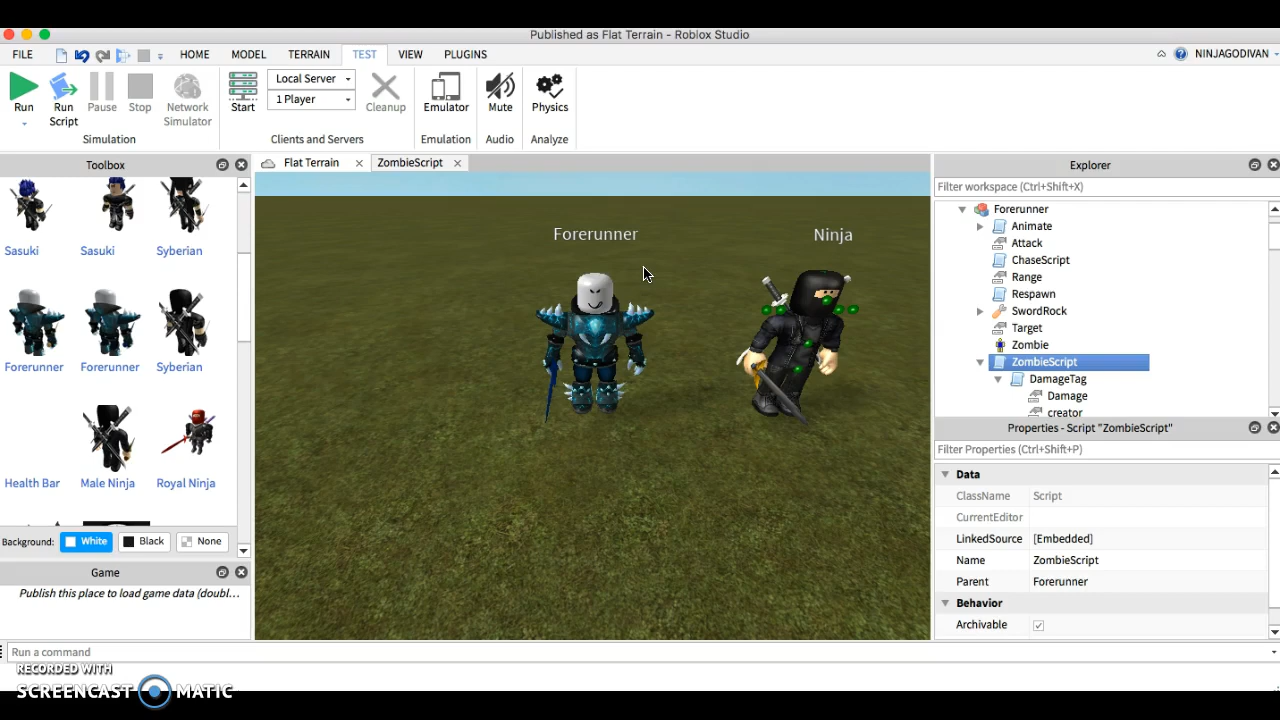 Published as Flat Terrain - Roblox Studio
FILE HOME MODEL TERRAIN TEST VIEW PLUGINS NINJAGODIVAN
Run
Run Script
Pause
Stop
Network Simulator
Simulation
Start
Local Server
1 Player
Cleanup
Clients and Servers
Emulator
Emulation
Mute
Audio
Physics
Analyze
Toolbox
Sasuki Sasuki Syberian
Forerunner Forerunner Syberian
Health Bar Male Ninja Royal Ninja
Background: White Black None
Game
Publish this place to load game data (doubl...
Flat Terrain ZombieScript
Forerunner
Ninja
Explorer
Filter workspace (Ctrl+Shift+X)
Forerunner
Animate
Attack
ChaseScript
Range
Respawn
SwordRock
Target
Zombie
ZombieScript
DamageTag
Damage
creator
Properties - Script "ZombieScript"
Filter Properties (Ctrl+Shift+P)
Data
ClassName Script
CurrentEditor
LinkedSource [Embedded]
Name ZombieScript
Parent Forerunner
Behavior
Archivable
Run a command
RECORDED WITH
SCREENCAST MATIC